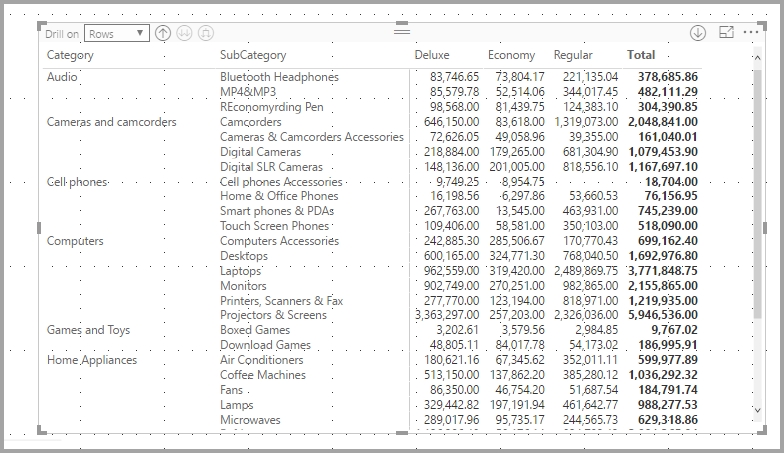 Drill on Rows
Category SubCategory Deluxe Economy Regular Total
Audio Bluetooth Headphones 83,746.65 73,804.17 221,135.04 378,685.86
MP4&MP3 85,579.78 52,514.06 344,017.45 482,111.29
REconomyrding Pen 98,568.00 81,439.75 124,383.10 304,390.85
Cameras and camcorders Camcorders 646,150.00 83,618.00 1,319,073.00 2,048,841.00
Cameras & Camcorders Accessories 72,626.05 49,058.96 39,355.00 161,040.01
Digital Cameras 218,884.00 179,265.00 681,304.90 1,079,453.90
Digital SLR Cameras 148,136.00 201,005.00 818,556.10 1,167,697.10
Cell phones Cell phones Accessories 9,749.25 8,954.75 18,704.00
Home & Office Phones 16,198.56 6,297.86 53,660.53 76,156.95
Smart phones & PDAs 267,763.00 13,545.00 463,931.00 745,239.00
Touch Screen Phones 109,406.00 58,581.00 350,103.00 518,090.00
Computers Computers Accessories 242,885.30 285,506.67 170,770.43 699,162.40
Desktops 600,165.00 324,771.30 768,040.50 1,692,976.80
Laptops 962,559.00 319,420.00 2,489,869.75 3,771,848.75
Monitors 902,749.00 270,251.00 982,865.00 2,155,865.00
Printers, Scanners & Fax 277,770.00 123,194.00 818,971.00 1,219,935.00
Projectors & Screens 3,363,297.00 257,203.00 2,326,036.00 5,946,536.00
Games and Toys Boxed Games 3,202.61 3,579.56 2,984.85 9,767.02
Download Games 48,805.11 84,017.78 54,173.02 186,995.91
Home Appliances Air Conditioners 180,621.16 67,345.62 352,011.11 599,977.89
Coffee Machines 513,150.00 137,862.20 385,280.12 1,036,292.32
Fans 86,350.00 46,754.20 51,687.54 184,791.74
Lamps 329,442.82 197,191.94 461,642.77 988,277.53
Microwaves 289,017.96 95,735.17 244,565.73 629,318.86